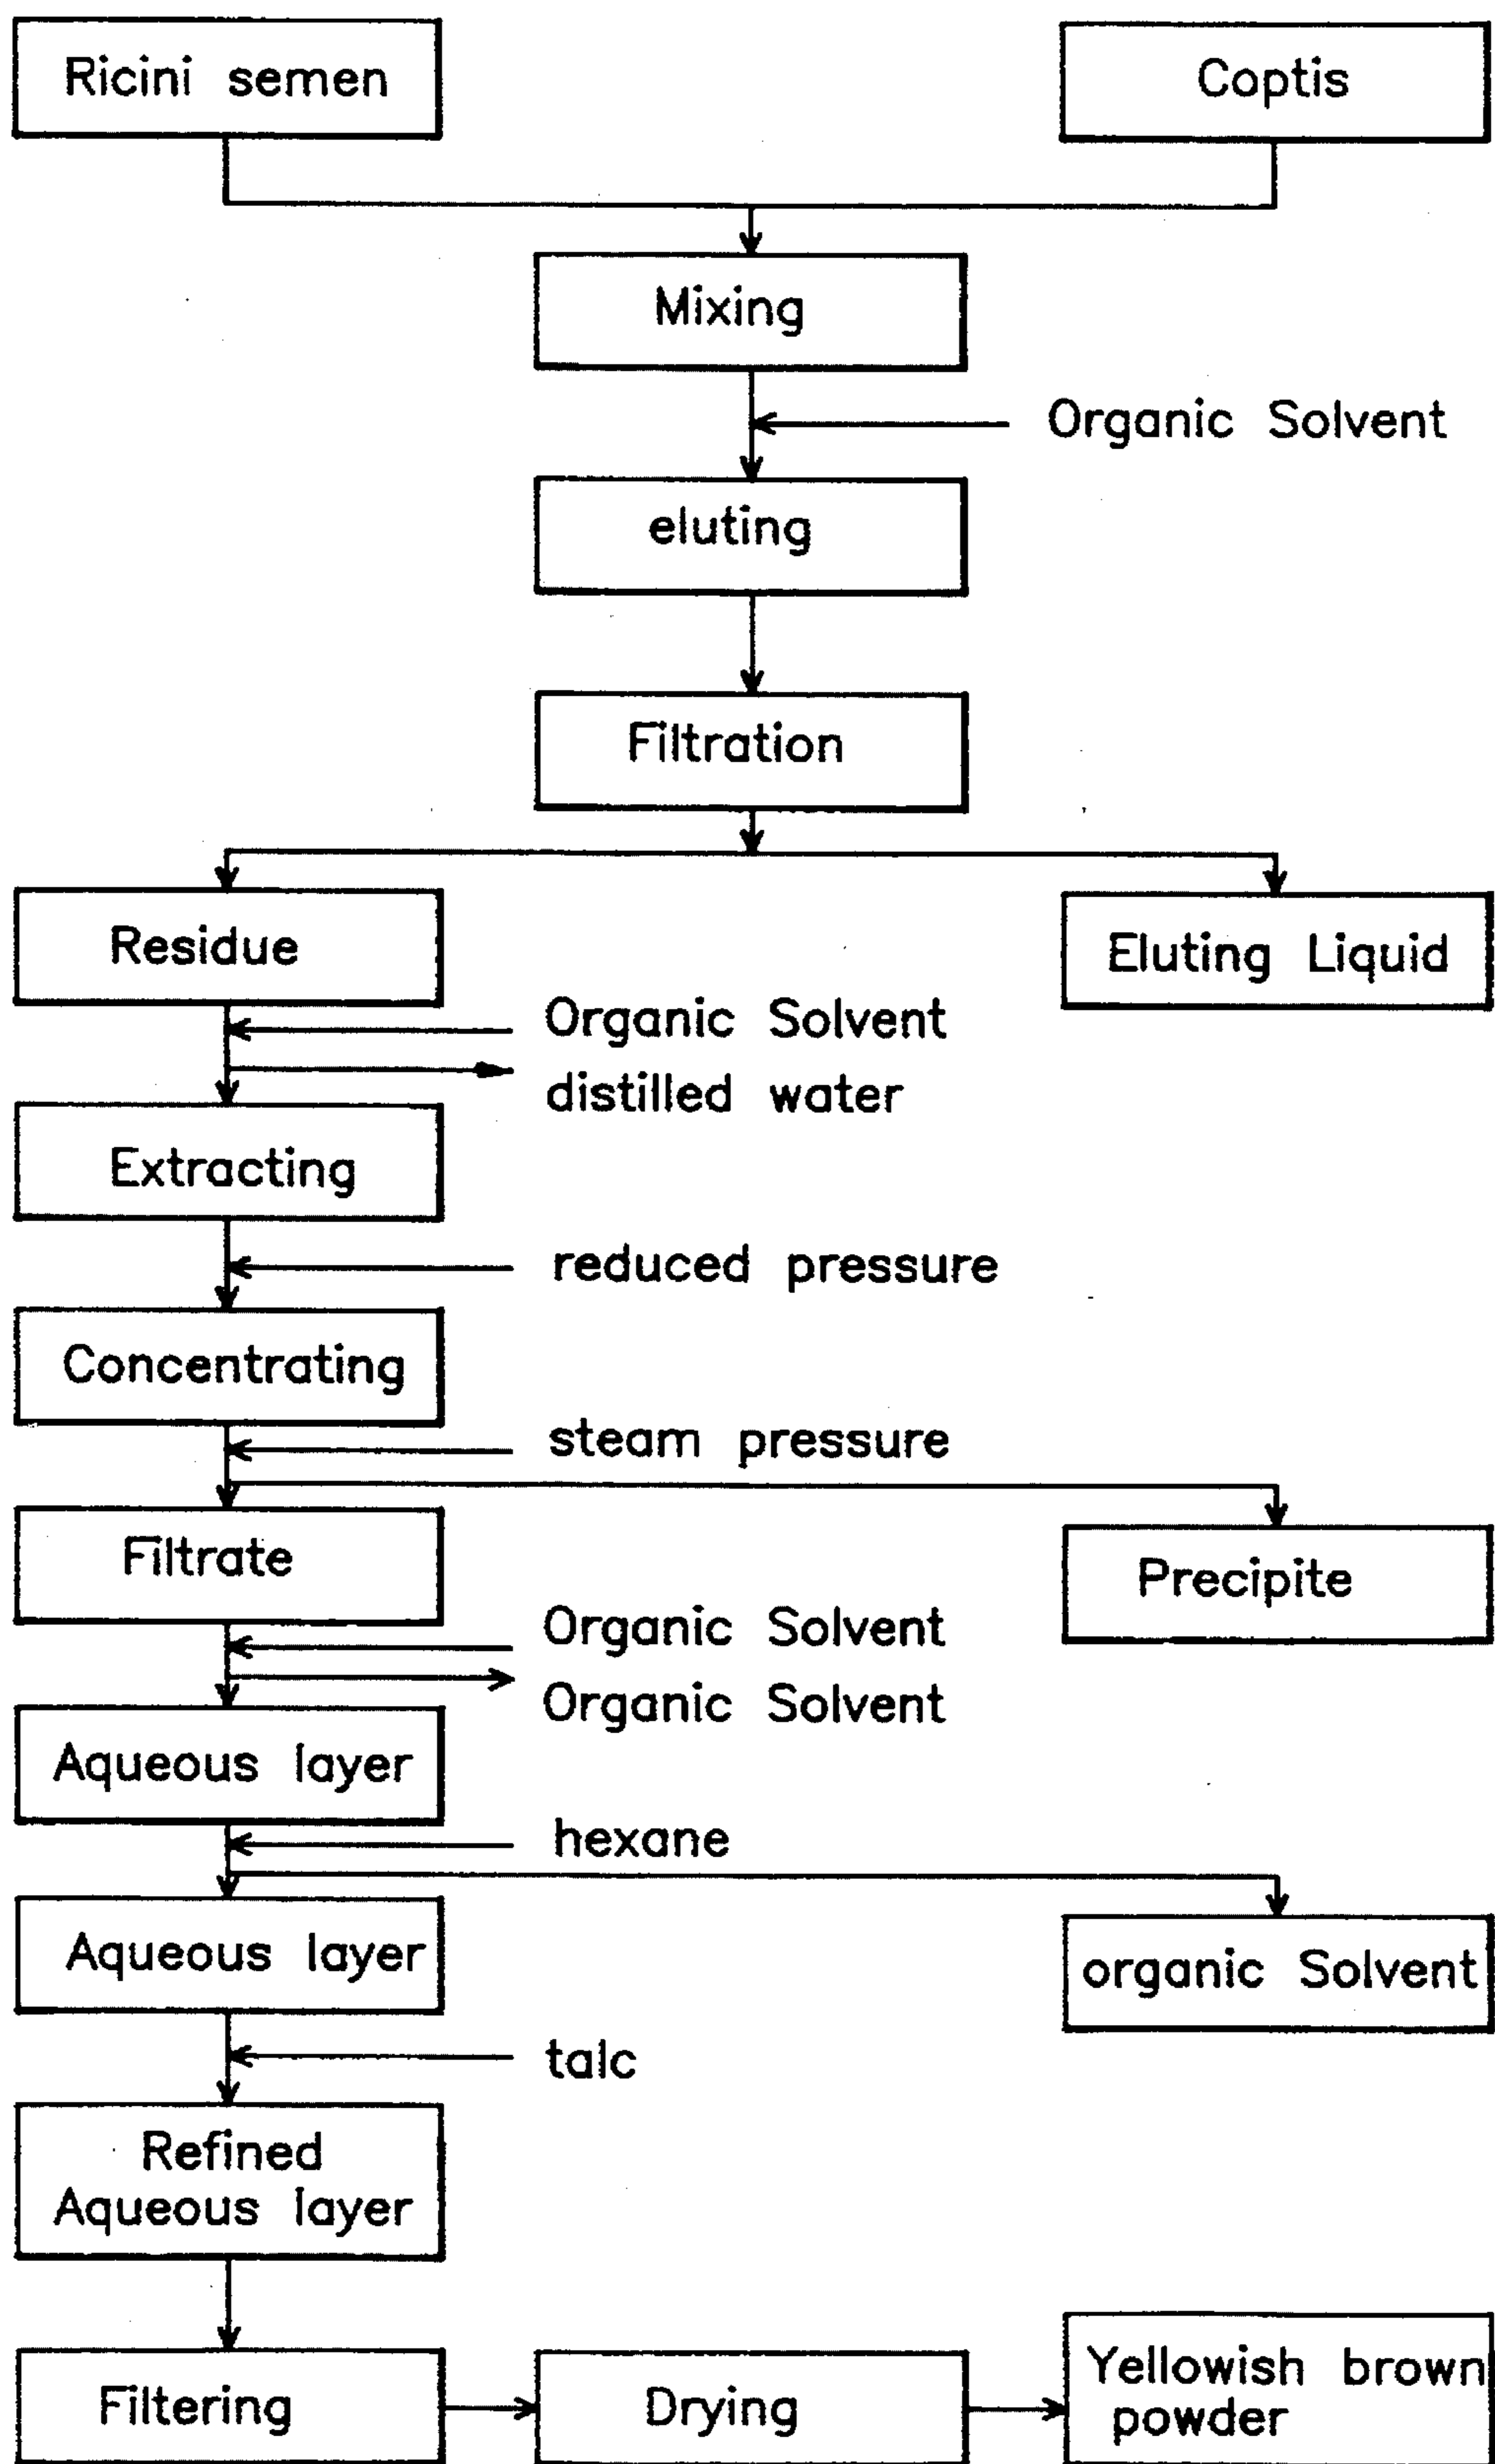 Ricini semen
Coptis
Mixing
Organic Solvent
eluting
Filtration
Residue
Eluting Liquid
Organic Solvent
distilled water
Extracting
reduced pressure
Concentrating
steam pressure
Filtrate
Precipite
Organic Solvent
Organic Solvent
Aqueous layer
hexane
Aqueous layer
organic Solvent
talc
Refined
Aqueous layer
Filtering
Drying
Yellowish brown
powder